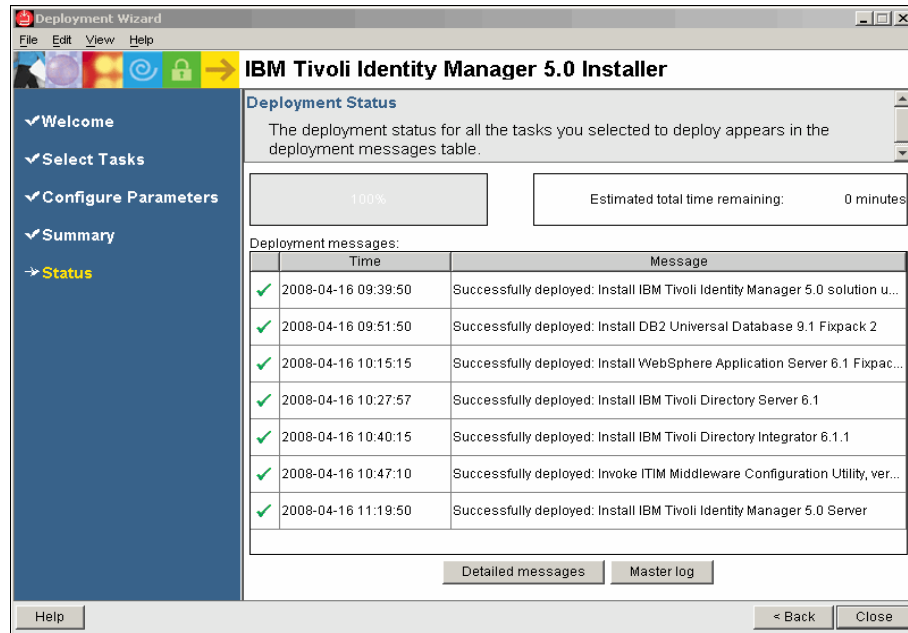 Deployment Wizard
File Edit View Help
IBM Tivoli Identity Manager 5.0 Installer
Welcome
Select Tasks
Configure Parameters
Summary
Status
Deployment Status
The deployment status for all the tasks you selected to deploy appears in the
deployment messages table.
100%
Estimated total time remaining: 0 minutes
Deployment messages:
Time Message
2008-04-16 09:39:50 Successfully deployed: Install IBM Tivoli Identity Manager 5.0 solution u...
2008-04-16 09:51:50 Successfully deployed: Install DB2 Universal Database 9.1 Fixpack 2
2008-04-16 10:15:15 Successfully deployed: Install WebSphere Application Server 6.1 Fixpac...
2008-04-16 10:27:57 Successfully deployed: Install IBM Tivoli Directory Server 6.1
2008-04-16 10:40:15 Successfully deployed: Install IBM Tivoli Directory Integrator 6.1.1
2008-04-16 10:47:10 Successfully deployed: Invoke ITIM Middleware Configuration Utility, ver...
2008-04-16 11:19:50 Successfully deployed: Install IBM Tivoli Identity Manager 5.0 Server
Detailed messages Master log
Help < Back Close